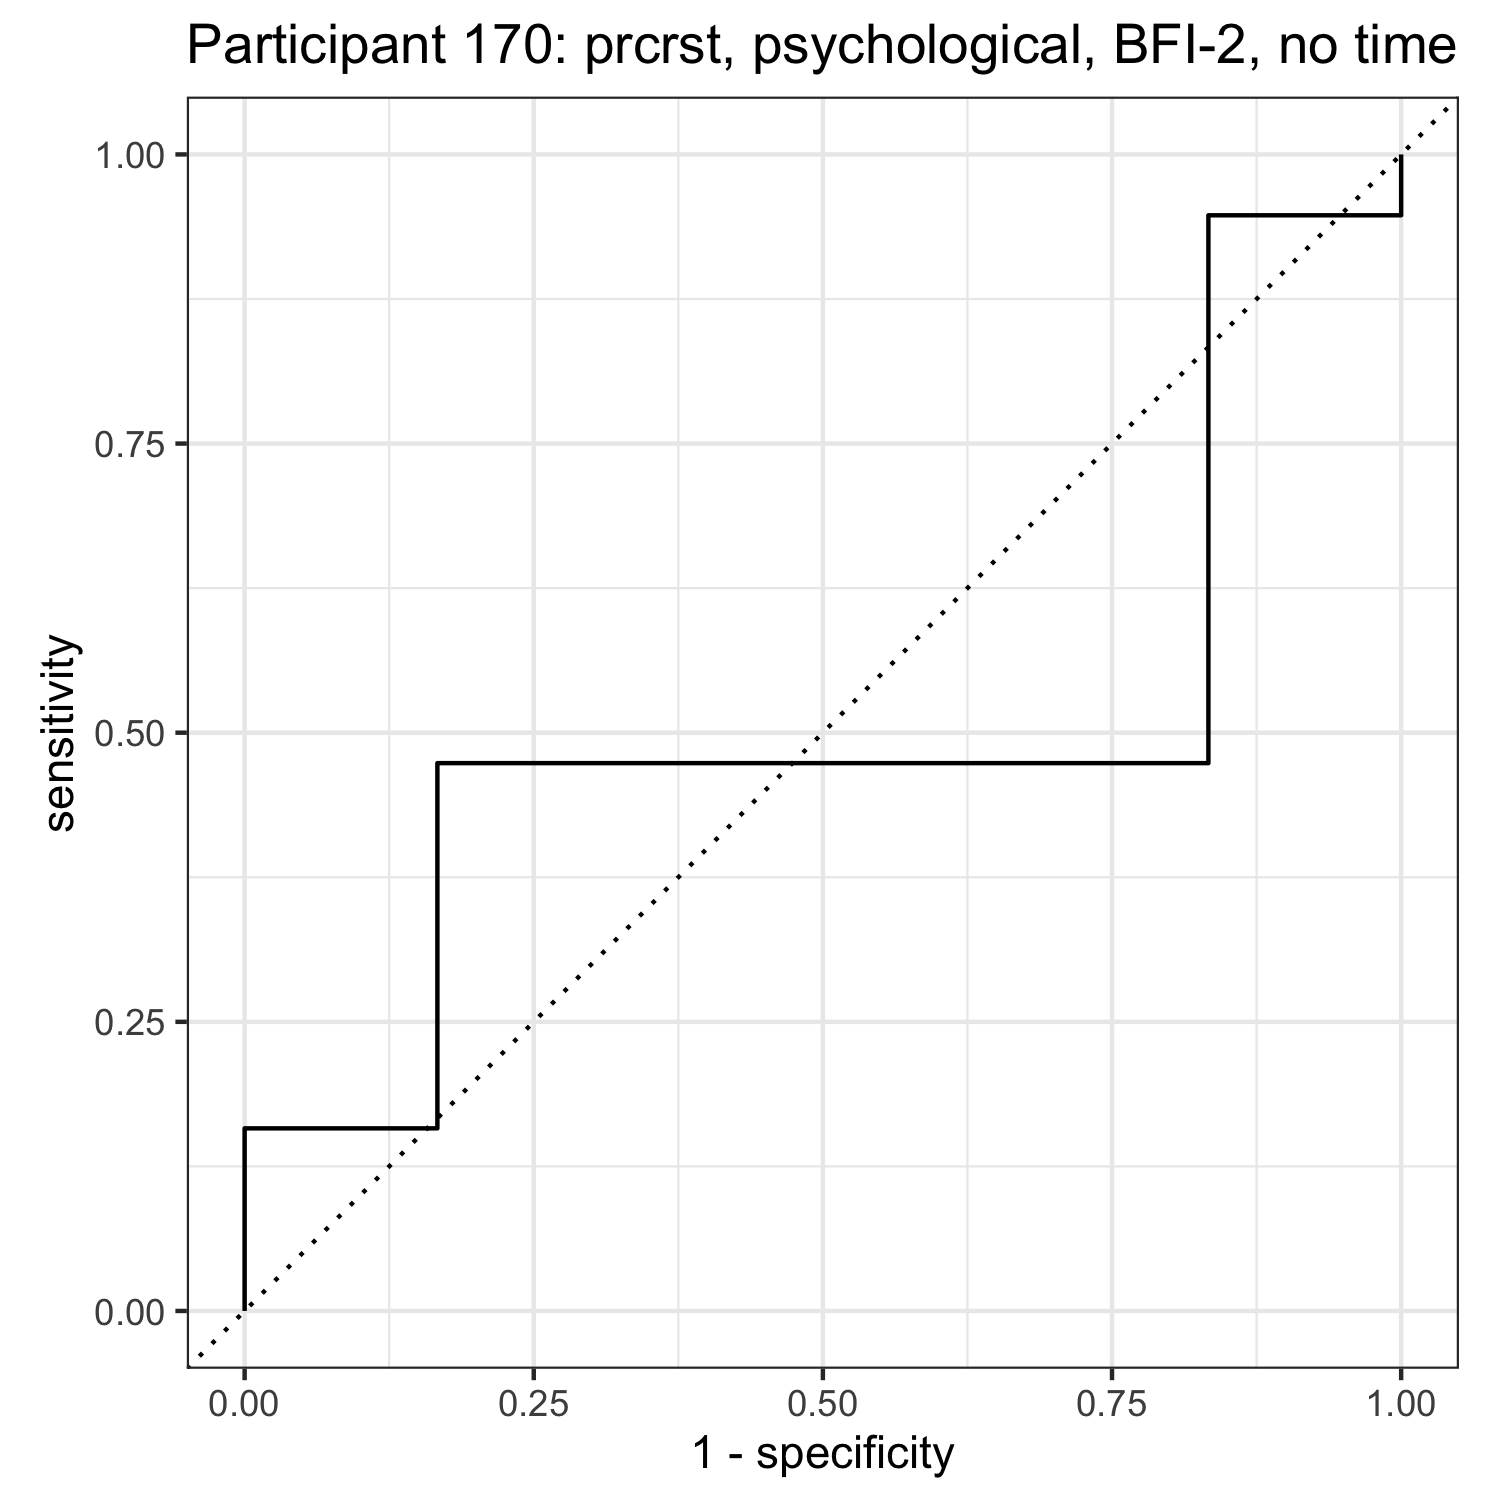 Participant 170: prcrst, psychological, BFI-2, no time
1.00
0.75
0.50
0.25
0.00
sensitivity
0.00 0.25 0.50 0.75 1.00
1 - specificity